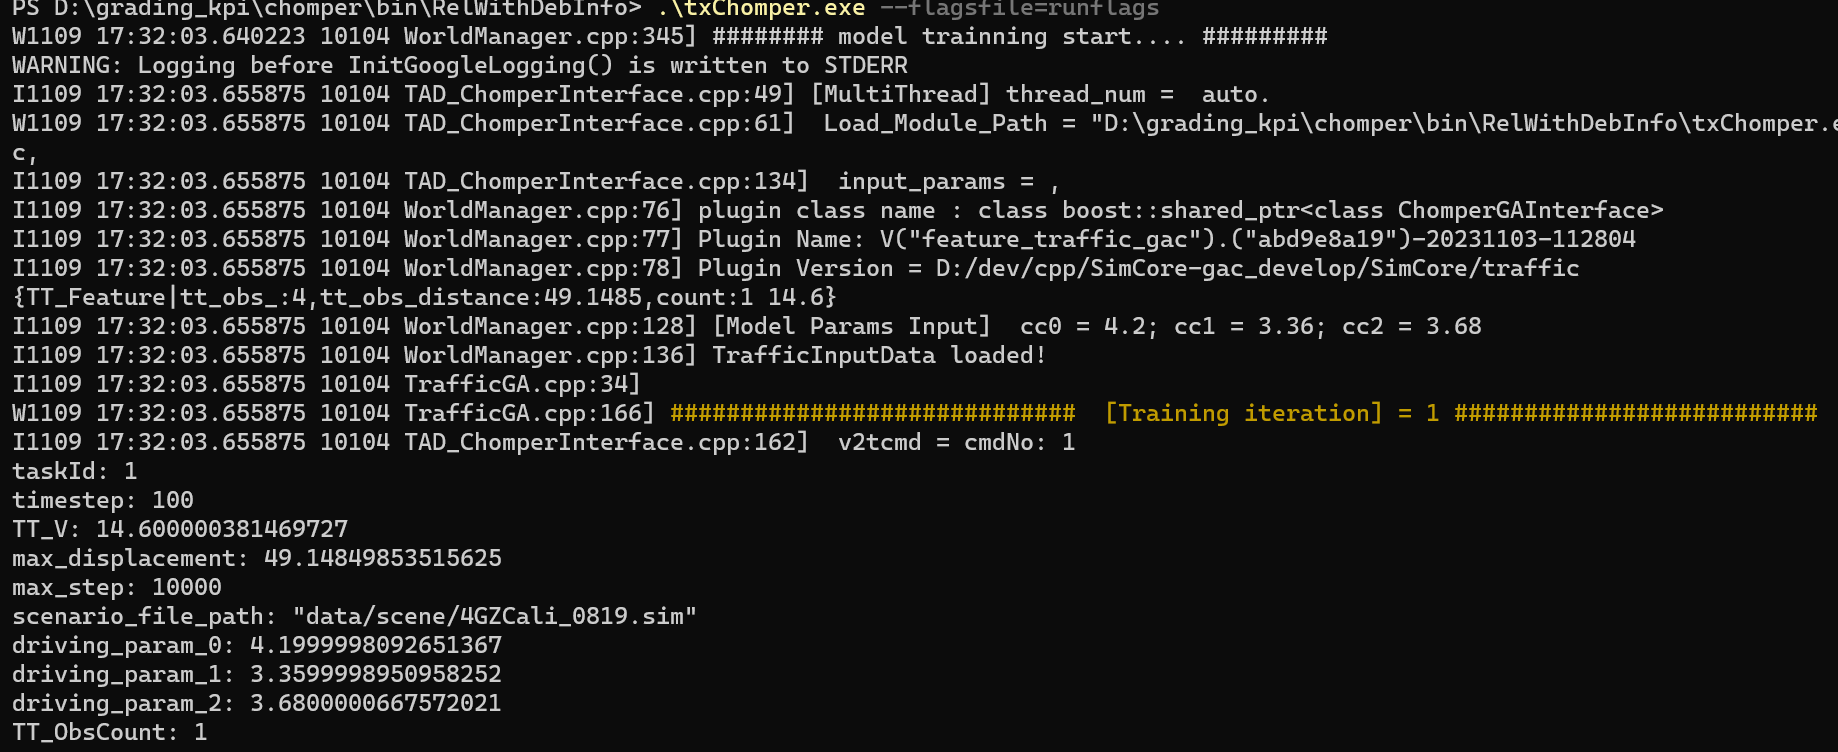 PS D:\grading_kpi\chomper\bin\RelWithDebInfo> .\txChomper.exe --flagsfile=runflags
W1109 17:32:03.640223 10104 WorldManager.cpp:345] ######## model trainning start.... #########
WARNING: Logging before InitGoogleLogging() is written to STDERR
I1109 17:32:03.655875 10104 TAD_ChomperInterface.cpp:49] [MultiThread] thread_num =  auto.
W1109 17:32:03.655875 10104 TAD_ChomperInterface.cpp:61]  Load_Module_Path = "D:\grading_kpi\chomper\bin\RelWithDebInfo\txChomper.e
c,
I1109 17:32:03.655875 10104 TAD_ChomperInterface.cpp:134]  input_params = ,
I1109 17:32:03.655875 10104 WorldManager.cpp:76] plugin class name : class boost::shared_ptr<class ChomperGAInterface>
I1109 17:32:03.655875 10104 WorldManager.cpp:77] Plugin Name: V("feature_traffic_gac").("abd9e8a19")-20231103-112804
I1109 17:32:03.655875 10104 WorldManager.cpp:78] Plugin Version = D:/dev/cpp/SimCore-gac_develop/SimCore/traffic
{TT_Feature|tt_obs_:4,tt_obs_distance:49.1485,count:1 14.6}
I1109 17:32:03.655875 10104 WorldManager.cpp:128] [Model Params Input]  cc0 = 4.2; cc1 = 3.36; cc2 = 3.68
I1109 17:32:03.655875 10104 WorldManager.cpp:136] TrafficInputData loaded!
I1109 17:32:03.655875 10104 TrafficGA.cpp:34]
W1109 17:32:03.655875 10104 TrafficGA.cpp:166] #############################  [Training iteration] = 1 ##########################
I1109 17:32:03.655875 10104 TAD_ChomperInterface.cpp:162]  v2tcmd = cmdNo: 1
taskId: 1
timestep: 100
TT_V: 14.600000381469727
max_displacement: 49.14849853515625
max_step: 10000
scenario_file_path: "data/scene/4GZCali_0819.sim"
driving_param_0: 4.1999998092651367
driving_param_1: 3.3599998950958252
driving_param_2: 3.6800000667572021
TT_ObsCount: 1